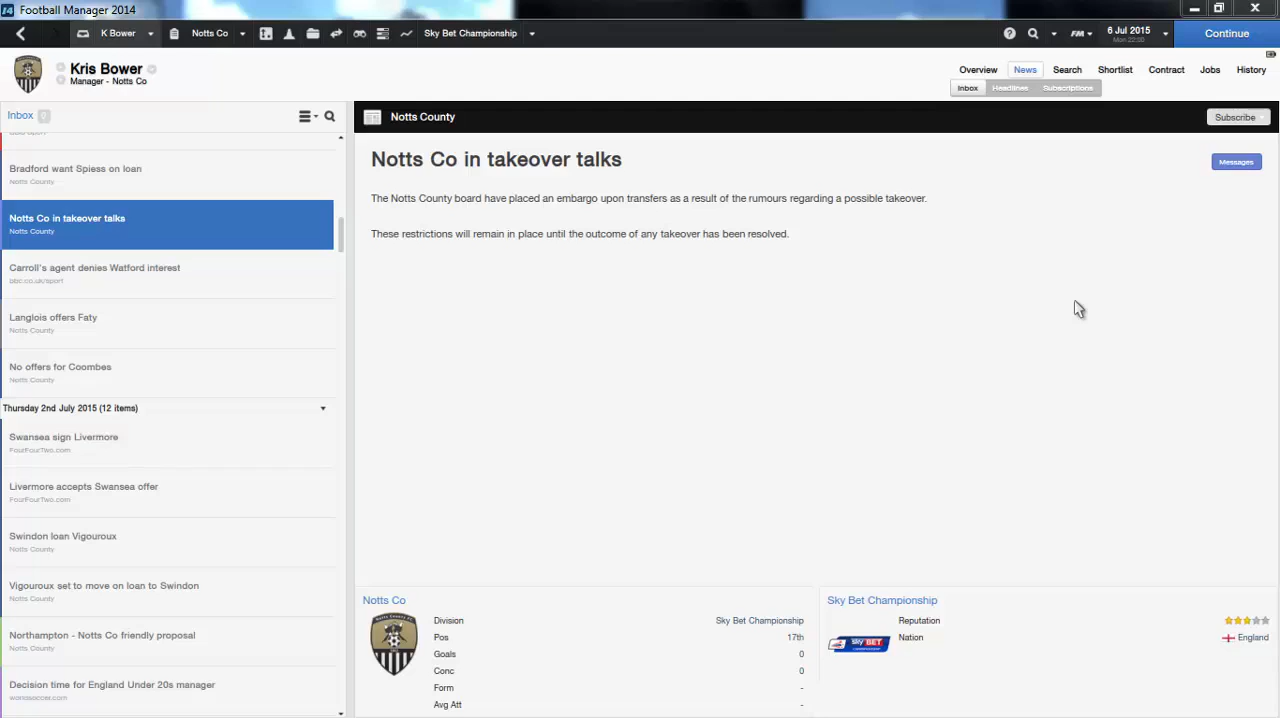 Football Manager 2014
K Bower
Notts Co
Sky Bet Championship
FM
6 Jul 2015
Mon 22:00
Continue
Kris Bower
Manager - Notts Co
Overview
News
Search
Shortlist
Contract
Jobs
History
Inbox
Headlines
Subscriptions
Inbox 0
Notts County
Subscribe
Bradford want Spiess on loan
Notts County
Notts Co in takeover talks
Notts County
Carroll's agent denies Watford interest
bbc.co.uk/sport
Langlois offers Faty
Notts County
No offers for Coombes
Notts County
Thursday 2nd July 2015 (12 items)
Swansea sign Livermore
FourFourTwo.com
Livermore accepts Swansea offer
FourFourTwo.com
Swindon loan Vigouroux
Notts County
Vigouroux set to move on loan to Swindon
Notts County
Northampton - Notts Co friendly proposal
Notts County
Decision time for England Under 20s manager
worldsoccer.com
Notts Co in takeover talks
Messages
The Notts County board have placed an embargo upon transfers as a result of the rumours regarding a possible takeover.
These restrictions will remain in place until the outcome of any takeover has been resolved.
Notts Co
Division Sky Bet Championship
Pos 17th
Goals 0
Conc 0
Form -
Avg Att -
Sky Bet Championship
Reputation
Nation England
sky BET